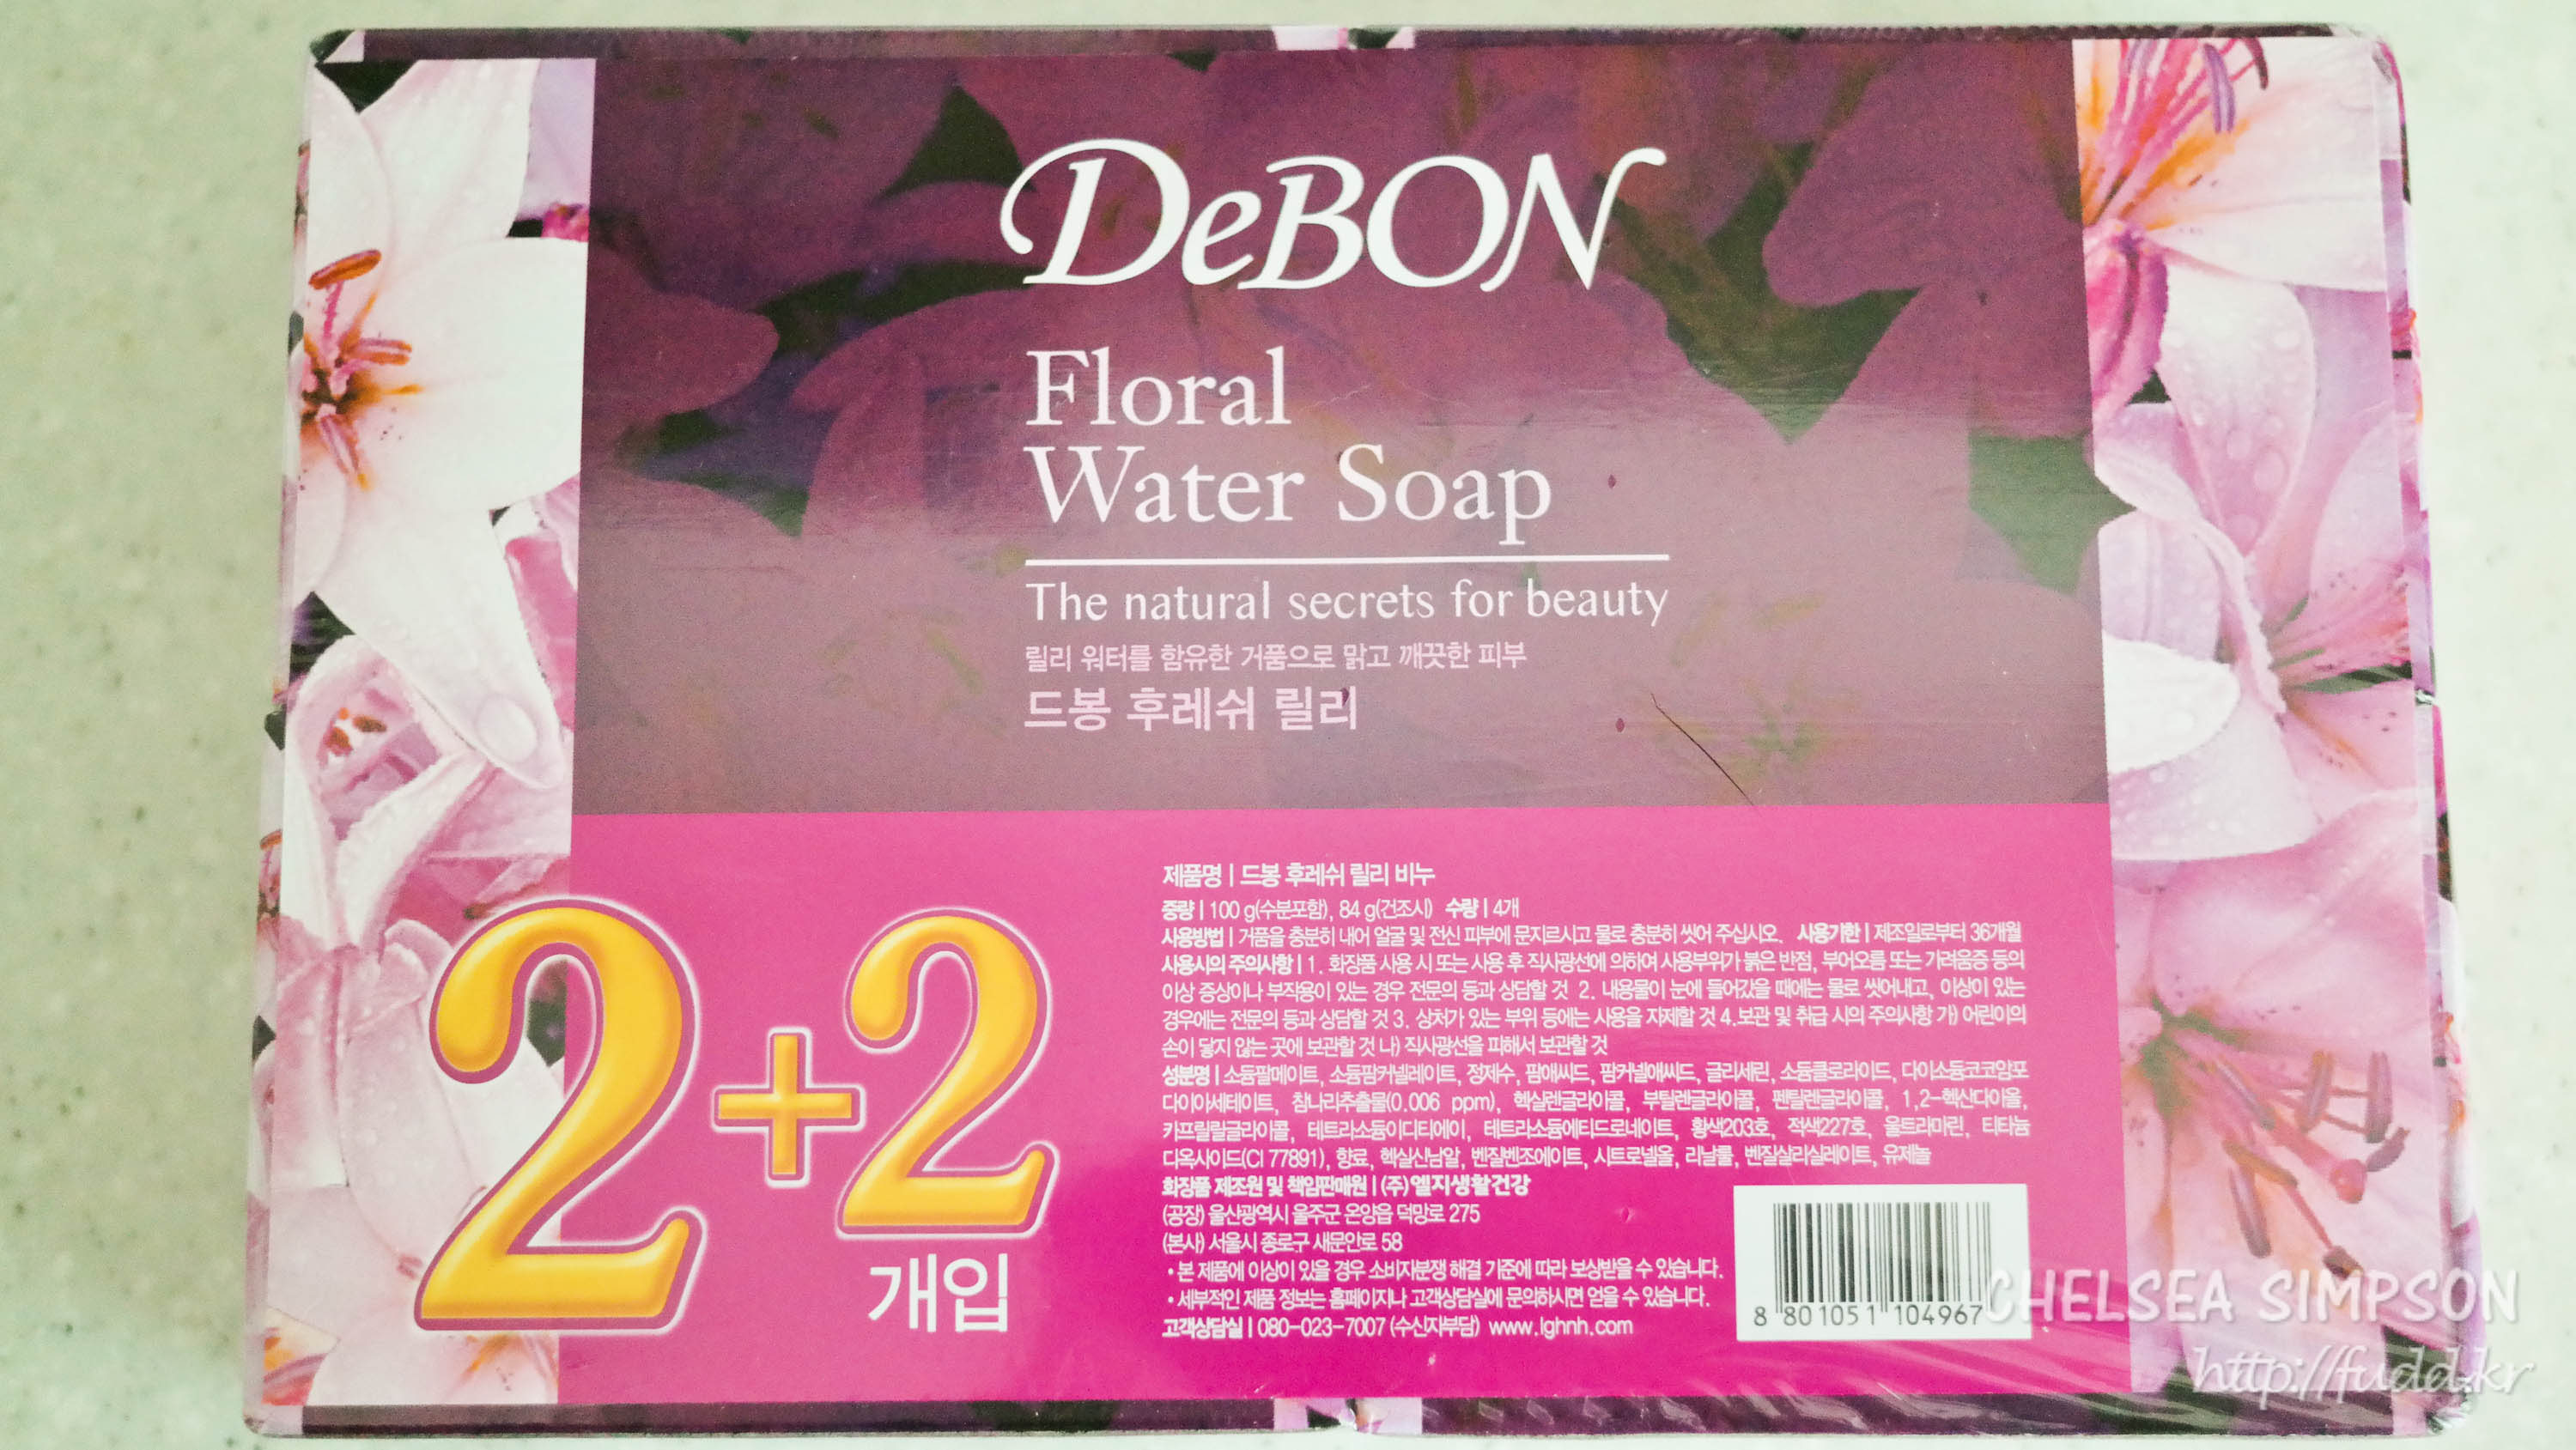 DeBON
Floral
Water Soap
The natural secrets for beauty
릴리 워터를 함유한 거품으로 맑고 깨끗한 피부
드봉 후레쉬 릴리
2+2
개입
제품명 | 드봉 후레쉬 릴리 비누
중량 | 100 g(수분포함), 84 g(건조시) 수량 | 4개
사용방법 | 거품을 충분히 내어 얼굴 및 전신 피부에 문지르시고 물로 충분히 씻어 주십시오. 사용기한 | 제조일로부터 36개월
사용시의 주의사항 | 1. 화장품 사용 시 또는 사용 후 직사광선에 의하여 사용부위가 붉은 반점, 부어오름 또는 가려움증 등의
이상 증상이나 부작용이 있는 경우 전문의 등과 상담할 것 2. 내용물이 눈에 들어갔을 때에는 물로 씻어내고, 이상이 있는
경우에는 전문의 등과 상담할 것 3. 상처가 있는 부위 등에는 사용을 자제할 것 4.보관 및 취급 시의 주의사항 가) 어린이의
손이 닿지 않는 곳에 보관할 것 나) 직사광선을 피해서 보관할 것
성분명 | 소듐팔메이트, 소듐팜커넬레이트, 정제수, 팜애씨드, 팜커넬애씨드, 글리세린, 소듐클로라이드, 다이소듐코코암포
다이아세테이트, 참나리추출물(0.006 ppm), 헥실렌글라이콜, 부틸렌글라이콜, 펜틸렌글라이콜, 1,2-헥산다이올,
카프릴릴글라이콜, 테트라소듐이디티에이, 테트라소듐에티드로네이트, 황색203호, 적색227호, 울트라마린, 티타늄
디옥사이드(CI 77891), 향료, 헥실신남알, 벤질벤조에이트, 시트로넬올, 리날룰, 벤질살리실레이트, 유제놀
화장품 제조원 및 책임판매원 | (주)엘지생활건강
(공장) 울산광역시 울주군 온양읍 덕망로 275
(본사) 서울시 종로구 새문안로 58
• 본 제품에 이상이 있을 경우 소비자분쟁 해결 기준에 따라 보상받을 수 있습니다.
• 세부적인 제품 정보는 홈페이지나 고객상담실에 문의하시면 얻을 수 있습니다.
고객상담실 | 080-023-7007 (수신자부담) www.lghnh.com
8 801051 104967
CHELSEA SIMPSON
http://fudd.kr